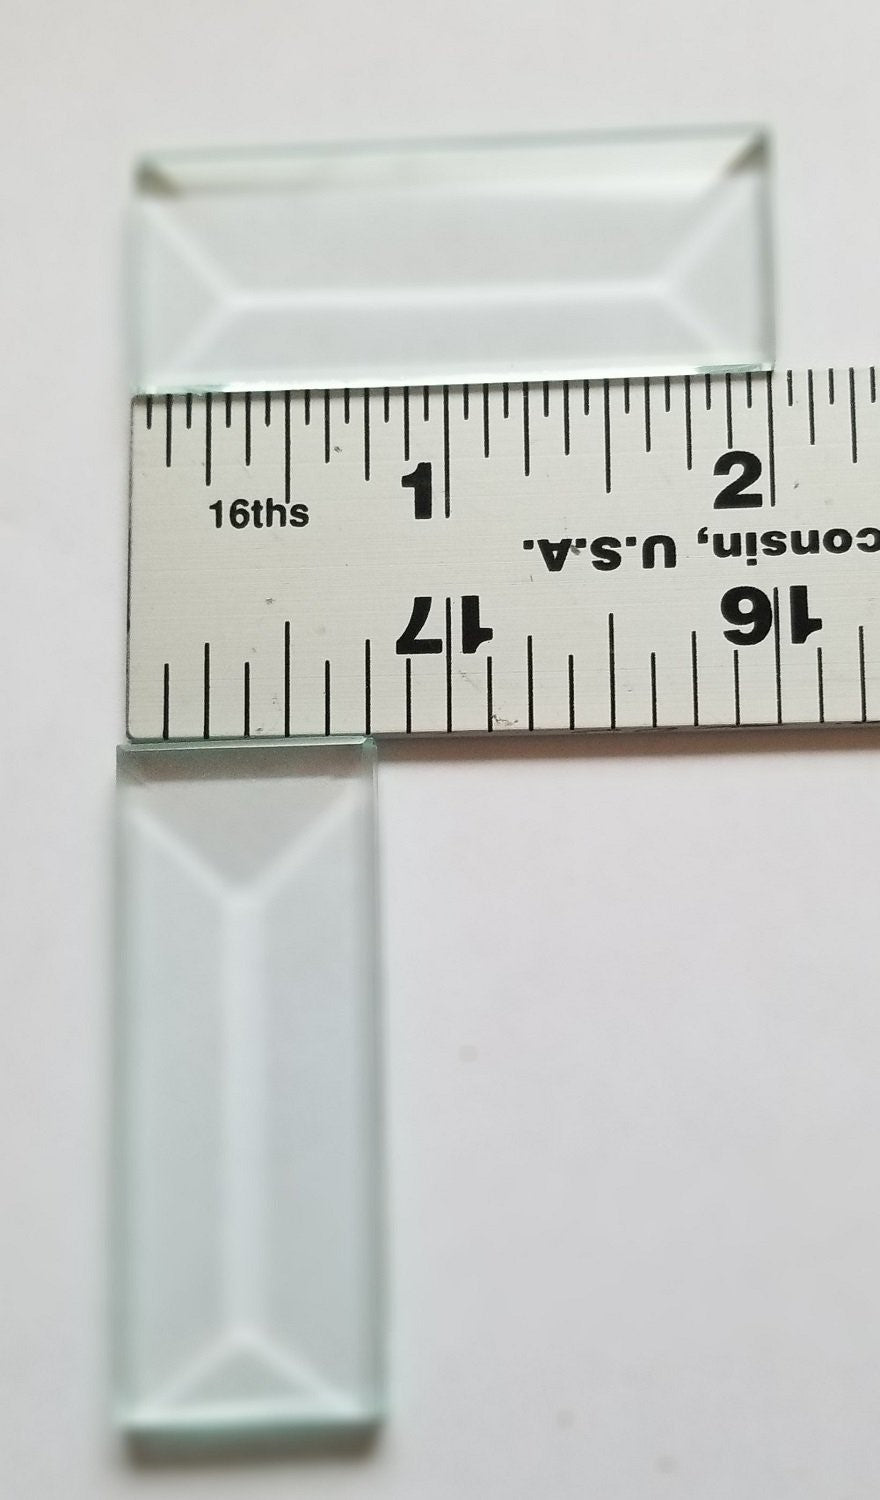 1 2
16ths
consin, U.S.A.
17 16